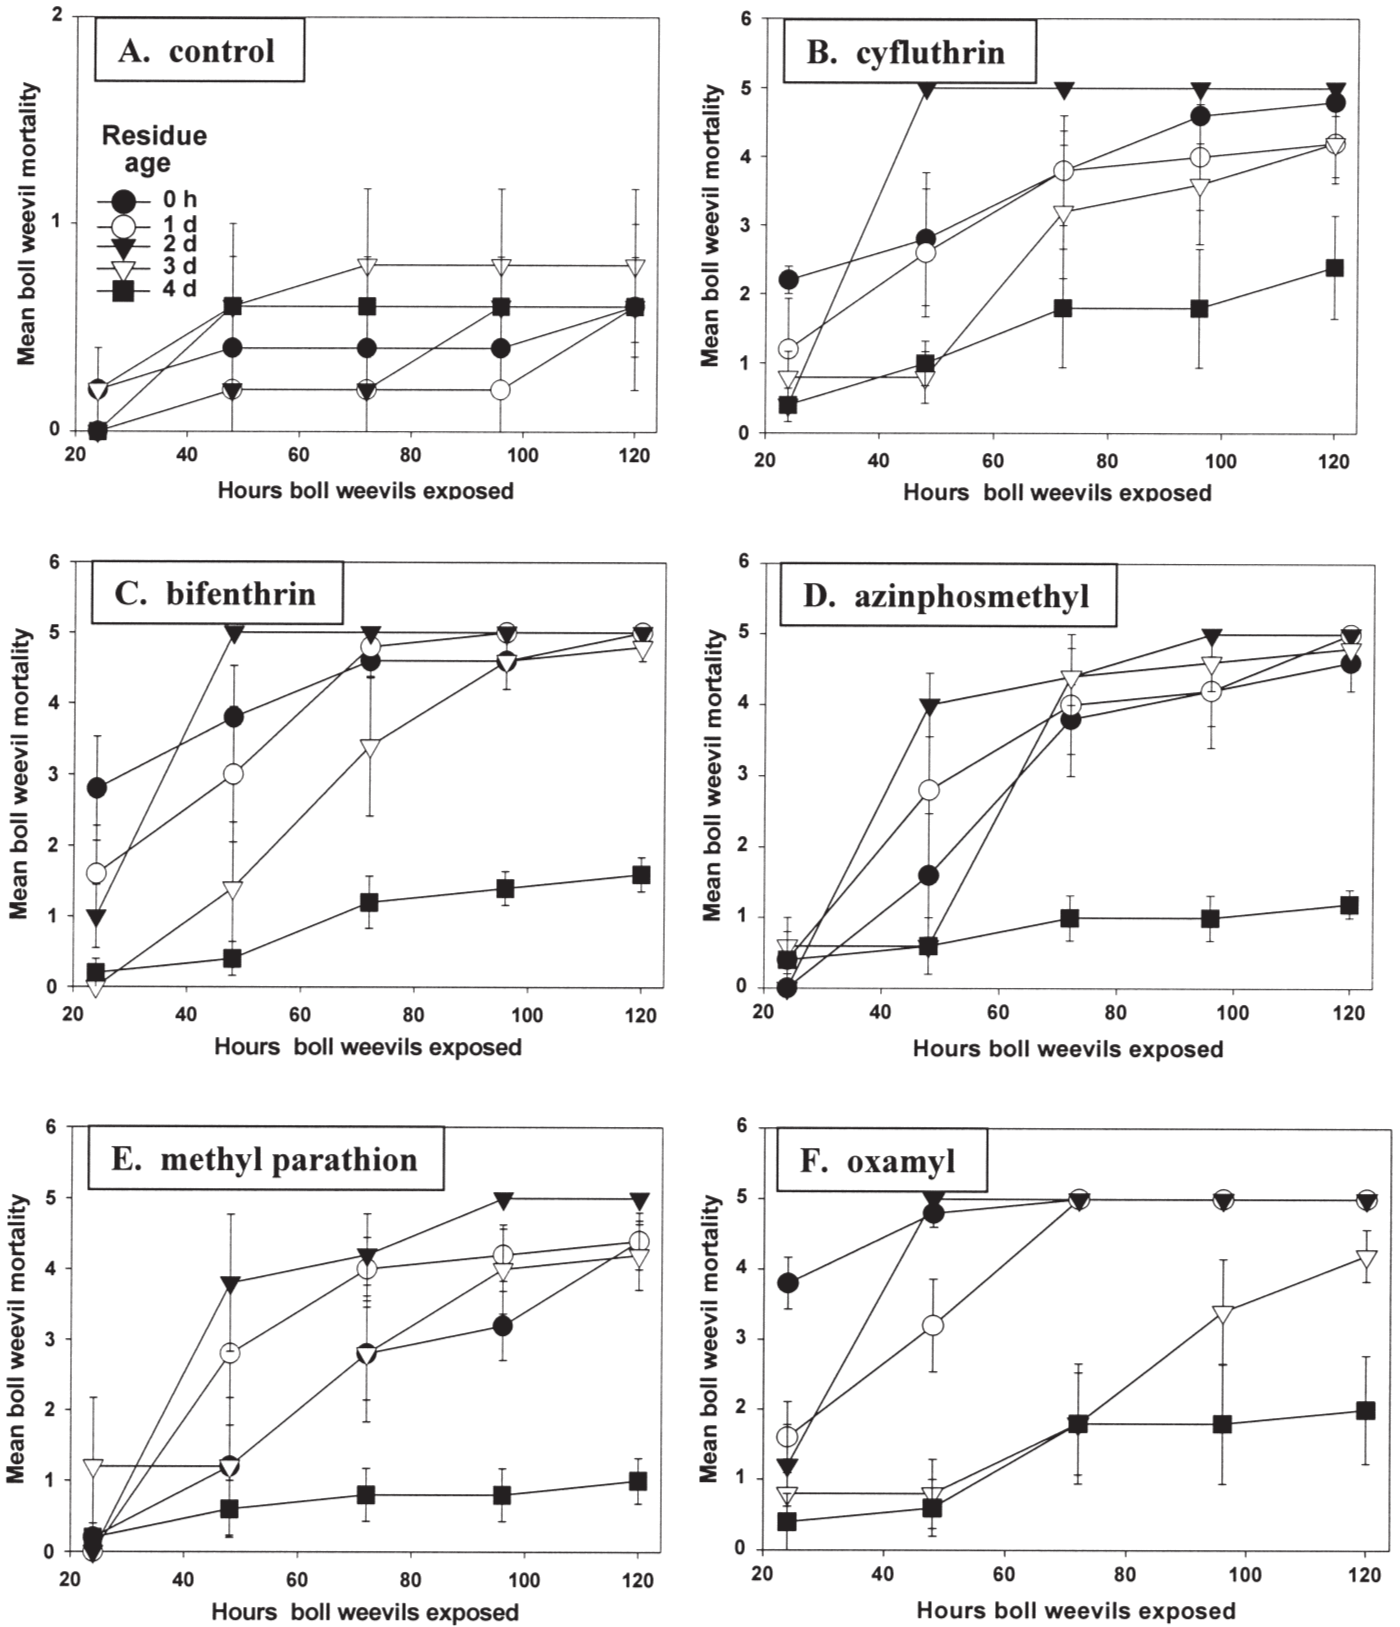 A. control
2
1
0
Mean boll weevil mortality
Residue
age
0 h
1 d
2 d
3 d
4 d
20 40 60 80 100 120
Hours boll weevils exposed
B. cyfluthrin
6
5
4
3
2
1
0
Mean boll weevil mortality
20 40 60 80 100 120
Hours boll weevils exposed
C. bifenthrin
6
5
4
3
2
1
0
Mean boll weevil mortality
20 40 60 80 100 120
Hours boll weevils exposed
D. azinphosmethyl
6
5
4
3
2
1
0
Mean boll weevil mortality
20 40 60 80 100 120
Hours boll weevils exposed
E. methyl parathion
6
5
4
3
2
1
0
Mean boll weevil mortality
20 40 60 80 100 120
Hours boll weevils exposed
F. oxamyl
6
5
4
3
2
1
0
Mean boll weevil mortality
20 40 60 80 100 120
Hours boll weevils exposed